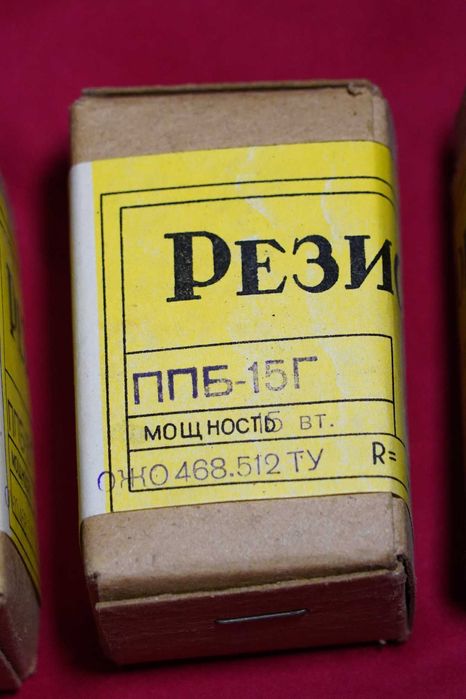 РЕЗИ
ППБ-15Г
МОЩНОСТЬ 15 ВТ.
ОЖО 468.512 ТУ R=